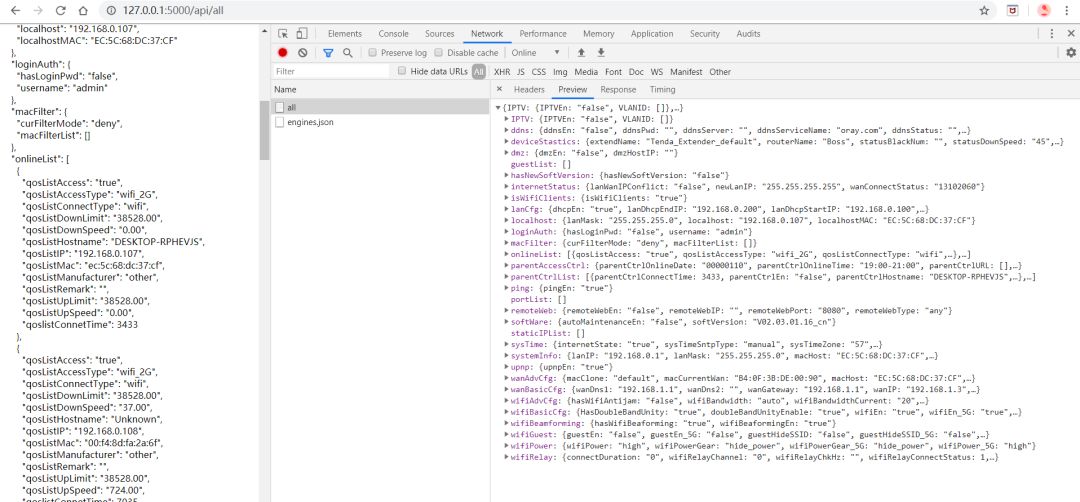 127.0.0.1:5000/api/all
"localhost": "192.168.0.107",
"localhostMAC": "EC:5C:68:DC:37:CF"
},
"loginAuth": {
"hasLoginPwd": "false",
"username": "admin"
},
"macFilter": {
"curFilterMode": "deny",
"macFilterList": []
},
"onlineList": [
{
"qosListAccess": "true",
"qosListAccessType": "wifi_2G",
"qosListConnectType": "wifi",
"qosListDownLimit": "38528.00",
"qosListDownSpeed": "0.00",
"qosListHostname": "DESKTOP-RPHEVJS",
"qosListIP": "192.168.0.107",
"qosListMac": "ec:5c:68:dc:37:cf",
"qosListManufacturer": "other",
"qosListRemark": "",
"qosListUpLimit": "38528.00",
"qosListUpSpeed": "0.00",
"qoslistConnetTime": 3433
},
{
"qosListAccess": "true",
"qosListAccessType": "wifi_2G",
"qosListConnectType": "wifi",
"qosListDownLimit": "38528.00",
"qosListDownSpeed": "37.00",
"qosListHostname": "Unknown",
"qosListIP": "192.168.0.108",
"qosListMac": "00:f4:8d:fa:2a:6f",
"qosListManufacturer": "other",
"qosListRemark": "",
"qosListUpLimit": "38528.00",
"qosListUpSpeed": "724.00",
"qoslistConnetTime": 7035
Elements Console Sources Network Performance Memory Application Security Audits
Preserve log Disable cache Online
Filter Hide data URLs All XHR JS CSS Img Media Font Doc WS Manifest Other
Name
all
engines.json
Headers Preview Response Timing
{IPTV: {IPTVEn: "false", VLANID: []},…}
IPTV: {IPTVEn: "false", VLANID: []}
ddns: {ddnsEn: "false", ddnsPwd: "", ddnsServer: "", ddnsServiceName: "oray.com", ddnsStatus: "",…}
deviceStastics: {extendName: "Tenda_Extender_default", routerName: "Boss", statusBlackNum: "", statusDownSpeed: "45",…}
dmz: {dmzEn: "false", dmzHostIP: ""}
guestList: []
hasNewSoftVersion: {hasNewSoftVersion: "false"}
internetStatus: {lanWanIPConflict: "false", newLanIP: "255.255.255.255", wanConnectStatus: "13102060"}
isWifiClients: {isWifiClients: "true"}
lanCfg: {dhcpEn: "true", lanDhcpEndIP: "192.168.0.200", lanDhcpStartIP: "192.168.0.100",…}
localhost: {lanMask: "255.255.255.0", localhost: "192.168.0.107", localhostMAC: "EC:5C:68:DC:37:CF"}
loginAuth: {hasLoginPwd: "false", username: "admin"}
macFilter: {curFilterMode: "deny", macFilterList: []}
onlineList: [{qosListAccess: "true", qosListAccessType: "wifi_2G", qosListConnectType: "wifi",…},…]
parentAccessCtrl: {parentCtrlOnlineDate: "00000110", parentCtrlOnlineTime: "19:00-21:00", parentCtrlURL: [],…}
parentCtrlList: [{parentCtrlConnectTime: 3433, parentCtrlEn: "false", parentCtrlHostname: "DESKTOP-RPHEVJS",…},…]
ping: {pingEn: "true"}
portList: []
remoteWeb: {remoteWebEn: "false", remoteWebIP: "", remoteWebPort: "8080", remoteWebType: "any"}
softWare: {autoMaintenanceEn: "false", softVersion: "V02.03.01.16_cn"}
staticIPList: []
sysTime: {internetState: "true", sysTimeSntpType: "manual", sysTimeZone: "57",…}
systemInfo: {lanIP: "192.168.0.1", lanMask: "255.255.255.0", macHost: "EC:5C:68:DC:37:CF",…}
upnp: {upnpEn: "true"}
wanAdvCfg: {macClone: "default", macCurrentWan: "B4:0F:3B:DE:00:90", macHost: "EC:5C:68:DC:37:CF",…}
wanBasicCfg: {wanDns1: "192.168.1.1", wanDns2: "", wanGateway: "192.168.1.1", wanIP: "192.168.1.3",…}
wifiAdvCfg: {hasWifiAntijam: "false", wifiBandwidth: "auto", wifiBandwidthCurrent: "20",…}
wifiBasicCfg: {HasDoubleBandUnity: "true", doubleBandUnityEnable: "true", wifiEn: "true", wifiEn_5G: "true",…}
wifiBeamforming: {hasWifiBeaforming: "true", wifiBeaformingEn: "true"}
wifiGuest: {guestEn: "false", guestEn_5G: "false", guestHideSSID: "false", guestHideSSID_5G: "false",…}
wifiPower: {wifiPower: "high", wifiPowerGear: "hide_power", wifiPowerGear_5G: "hide_power", wifiPower_5G: "high"}
wifiRelay: {connectDuration: "0", wifiRelayChannel: "0", wifiRelayChkHz: "", wifiRelayConnectStatus: 1,…}